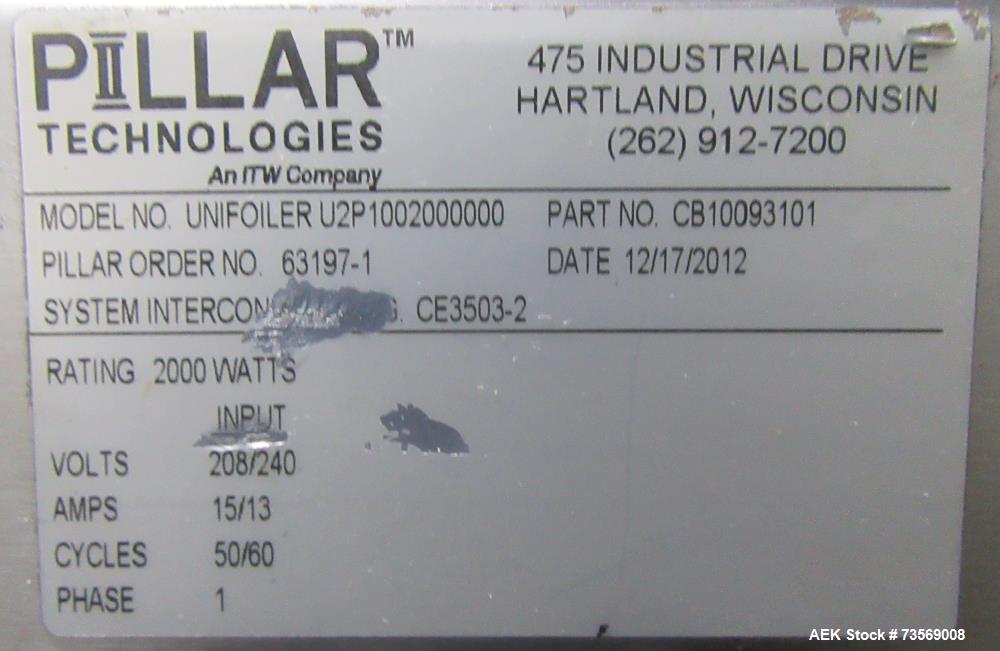 PILLAR™
TECHNOLOGIES
An ITW Company
475 INDUSTRIAL DRIVE
HARTLAND, WISCONSIN
(262) 912-7200
MODEL NO. UNIFOILER U2P1002000000 PART NO. CB10093101
PILLAR ORDER NO. 63197-1 DATE 12/17/2012
SYSTEM CE3503-2
RATING 2000 WATTS
INPUT
VOLTS 208/240
AMPS 15/13
CYCLES 50/60
PHASE 1
AEK Stock # 73569008